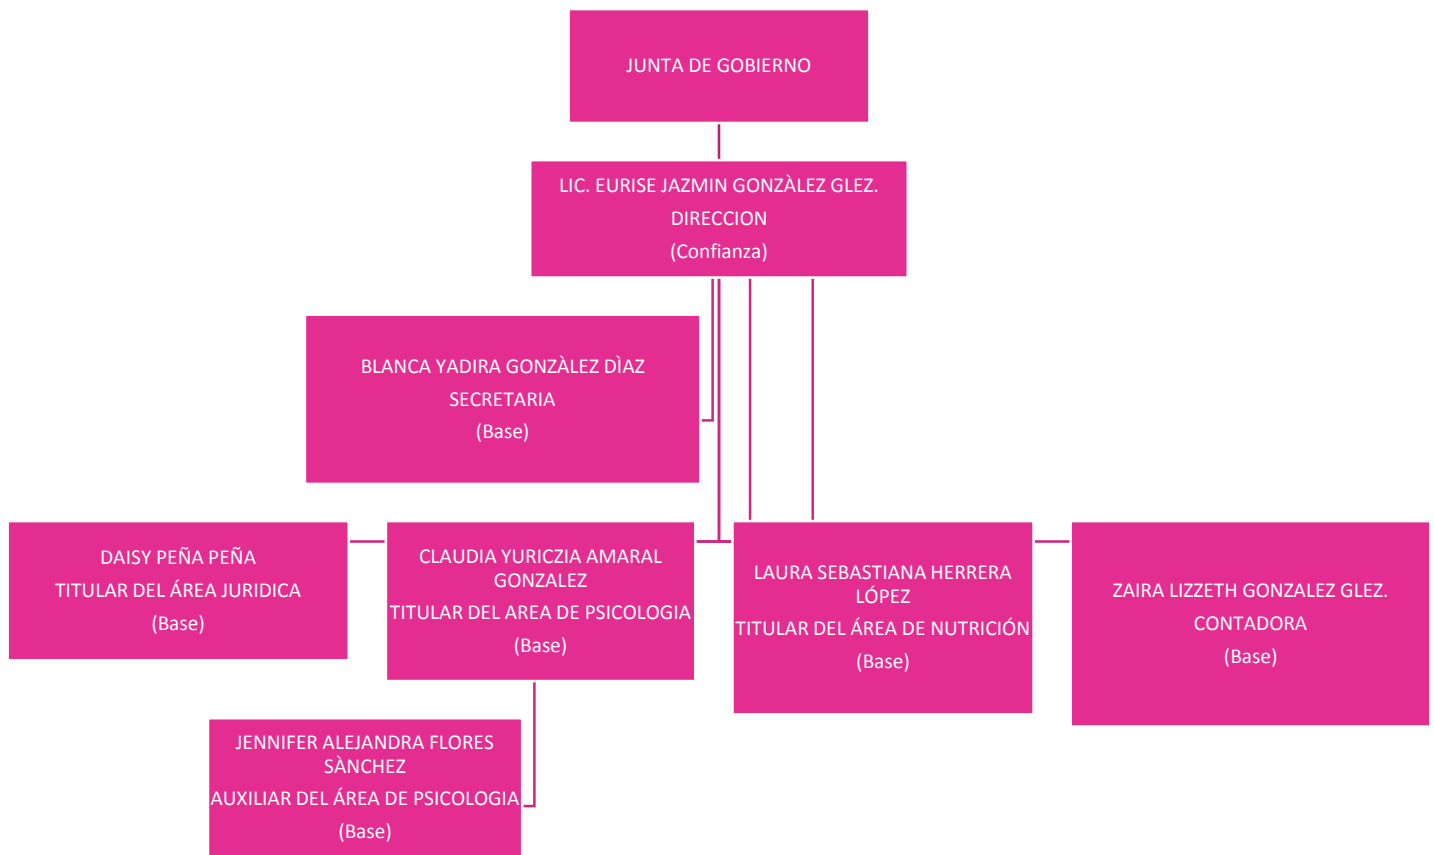 JUNTA DE GOBIERNO
LIC. EURISE JAZMIN GONZÀLEZ GLEZ.
DIRECCION
(Confianza)
BLANCA YADIRA GONZÀLEZ DÌAZ
SECRETARIA
(Base)
DAISY PEÑA PEÑA
TITULAR DEL ÁREA JURIDICA
(Base)
CLAUDIA YURICZIA AMARAL
GONZALEZ
TITULAR DEL AREA DE PSICOLOGIA
(Base)
LAURA SEBASTIANA HERRERA
LÓPEZ
TITULAR DEL ÁREA DE NUTRICIÓN
(Base)
ZAIRA LIZZETH GONZALEZ GLEZ.
CONTADORA
(Base)
JENNIFER ALEJANDRA FLORES
SÀNCHEZ
AUXILIAR DEL ÁREA DE PSICOLOGIA
(Base)